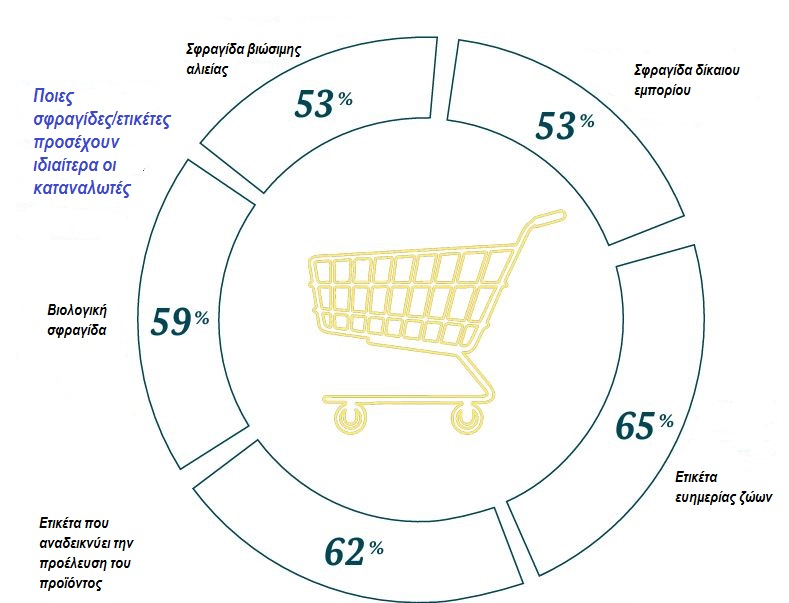 Ποιες
σφραγίδες/ετικέτες
προσέχουν
ιδιαίτερα οι
καταναλωτές
Σφραγίδα βιώσιμης
αλιείας
53%
Σφραγίδα δίκαιου
εμπορίου
53%
Βιολογική
σφραγίδα
59%
65%
Ετικέτα
ευημερίας ζώων
Ετικέτα που
αναδεικνύει την
προέλευση του
προϊόντος
62%